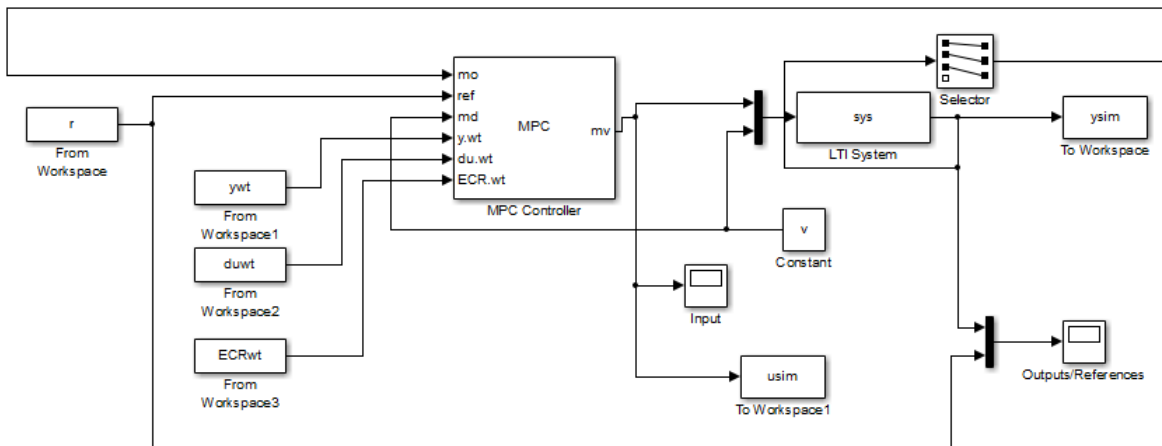 mo
ref
md
y.wt
du.wt
ECR.wt
MPC
mv
MPC Controller
r
From
Workspace
ywt
From
Workspace1
duwt
From
Workspace2
ECRwt
From
Workspace3
Selector
sys
LTI System
ysim
To Workspace
v
Constant
Input
usim
To Workspace1
Outputs/References